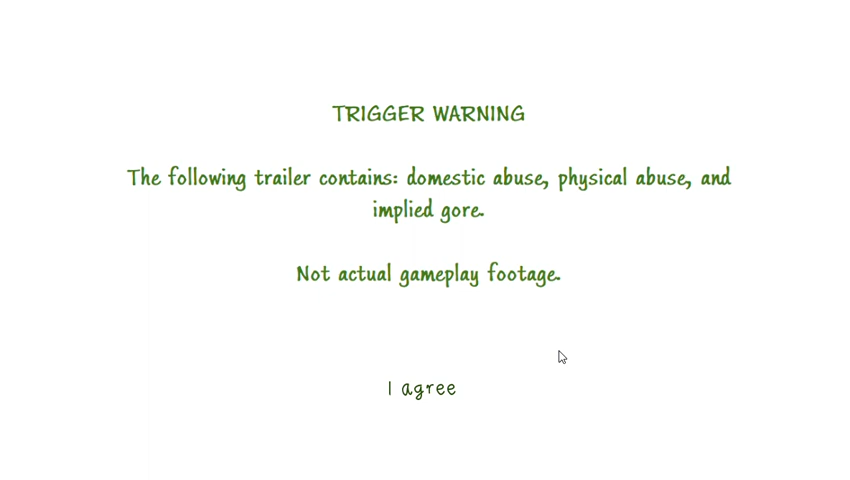 TRIGGER WARNING
The following trailer contains: domestic abuse, physical abuse, and
implied gore.
Not actual gameplay footage.
I agree